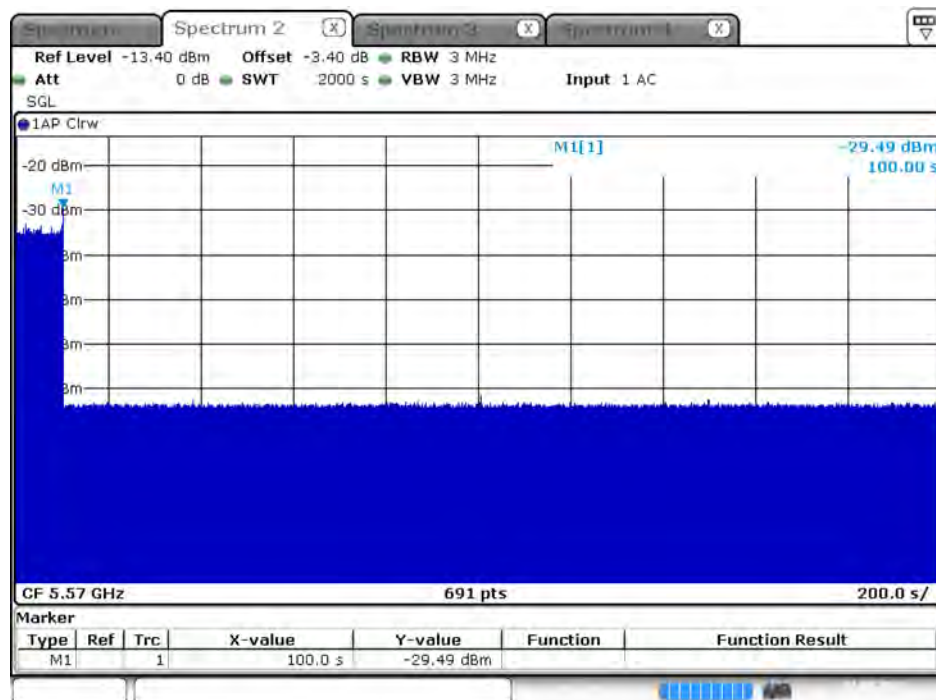 Spectrum 2 X X X
Ref Level -13.40 dBm Offset -3.40 dB RBW 3 MHz
Att 0 dB SWT 2000 s VBW 3 MHz Input 1 AC
SGL
1AP Clrw
M1[1] -29.49 dBm
100.00 s
-20 dBm
M1
-30 dBm
CF 5.57 GHz 691 pts 200.0 s/
Marker
Type Ref Trc X-value Y-value Function Function Result
M1 1 100.0 s -29.49 dBm